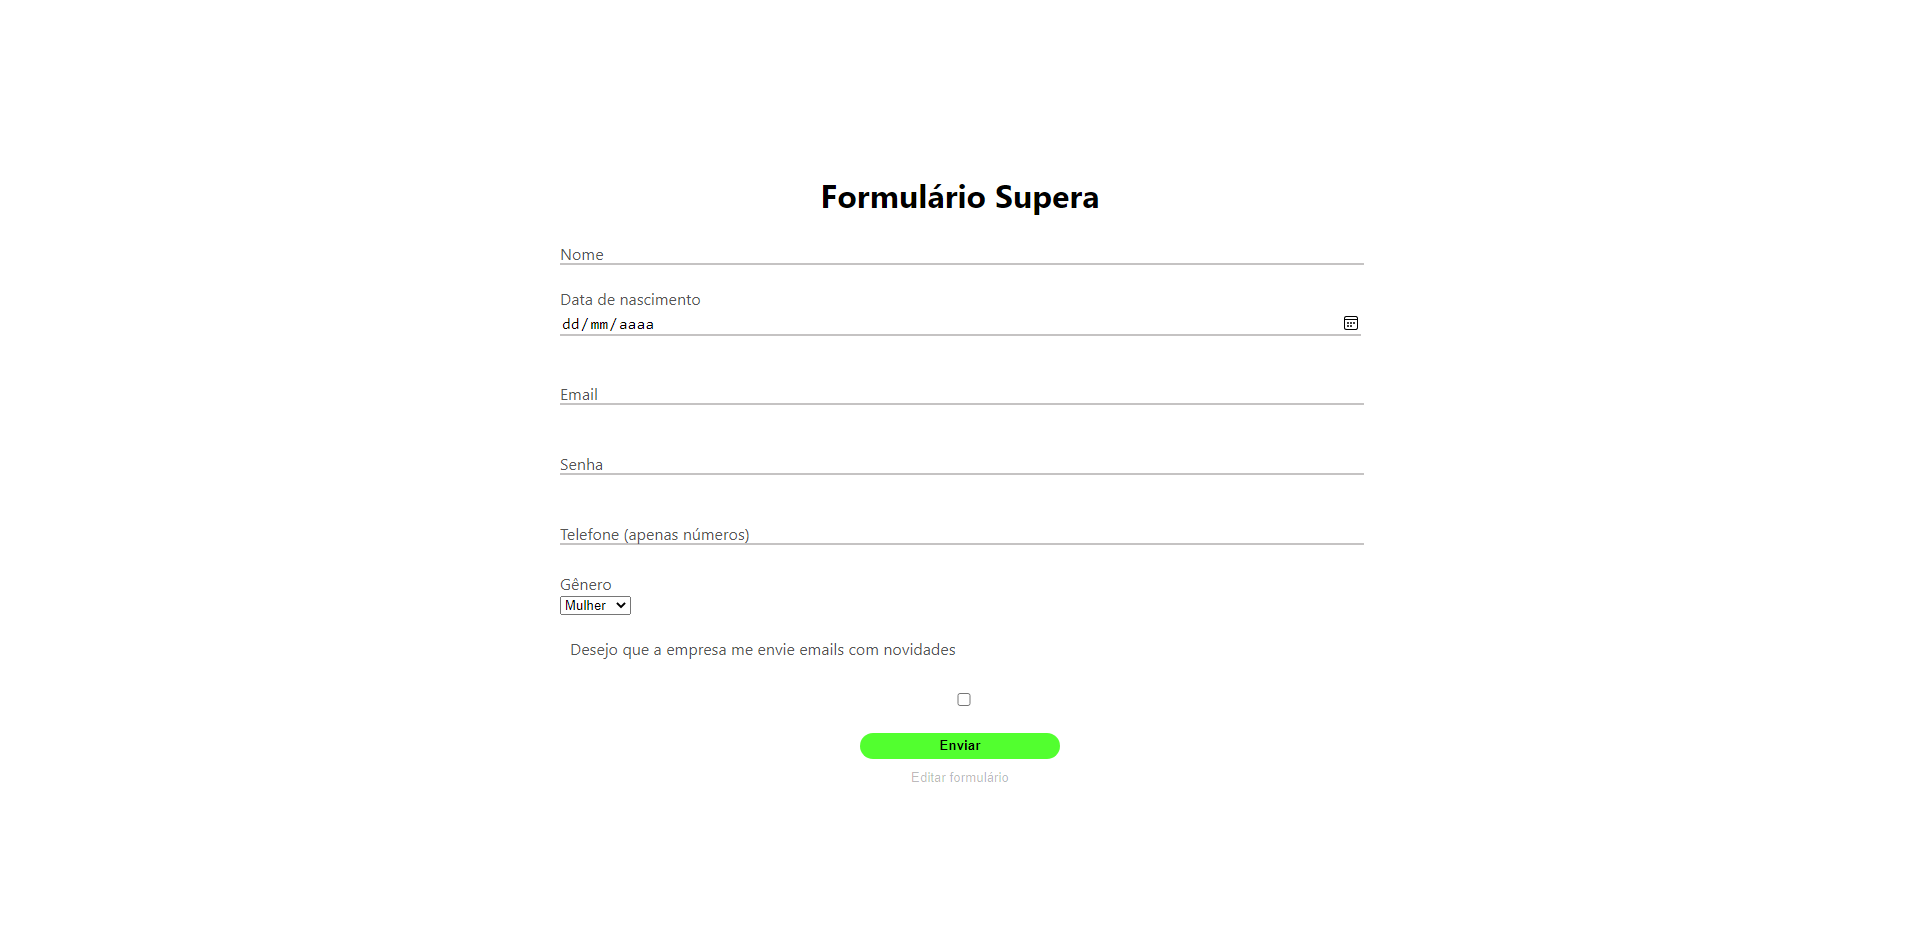 Formulário Supera
Nome
Data de nascimento
dd/mm/aaaa
Email
Senha
Telefone (apenas números)
Gênero
Mulher
Desejo que a empresa me envie emails com novidades
Enviar
Editar formulário